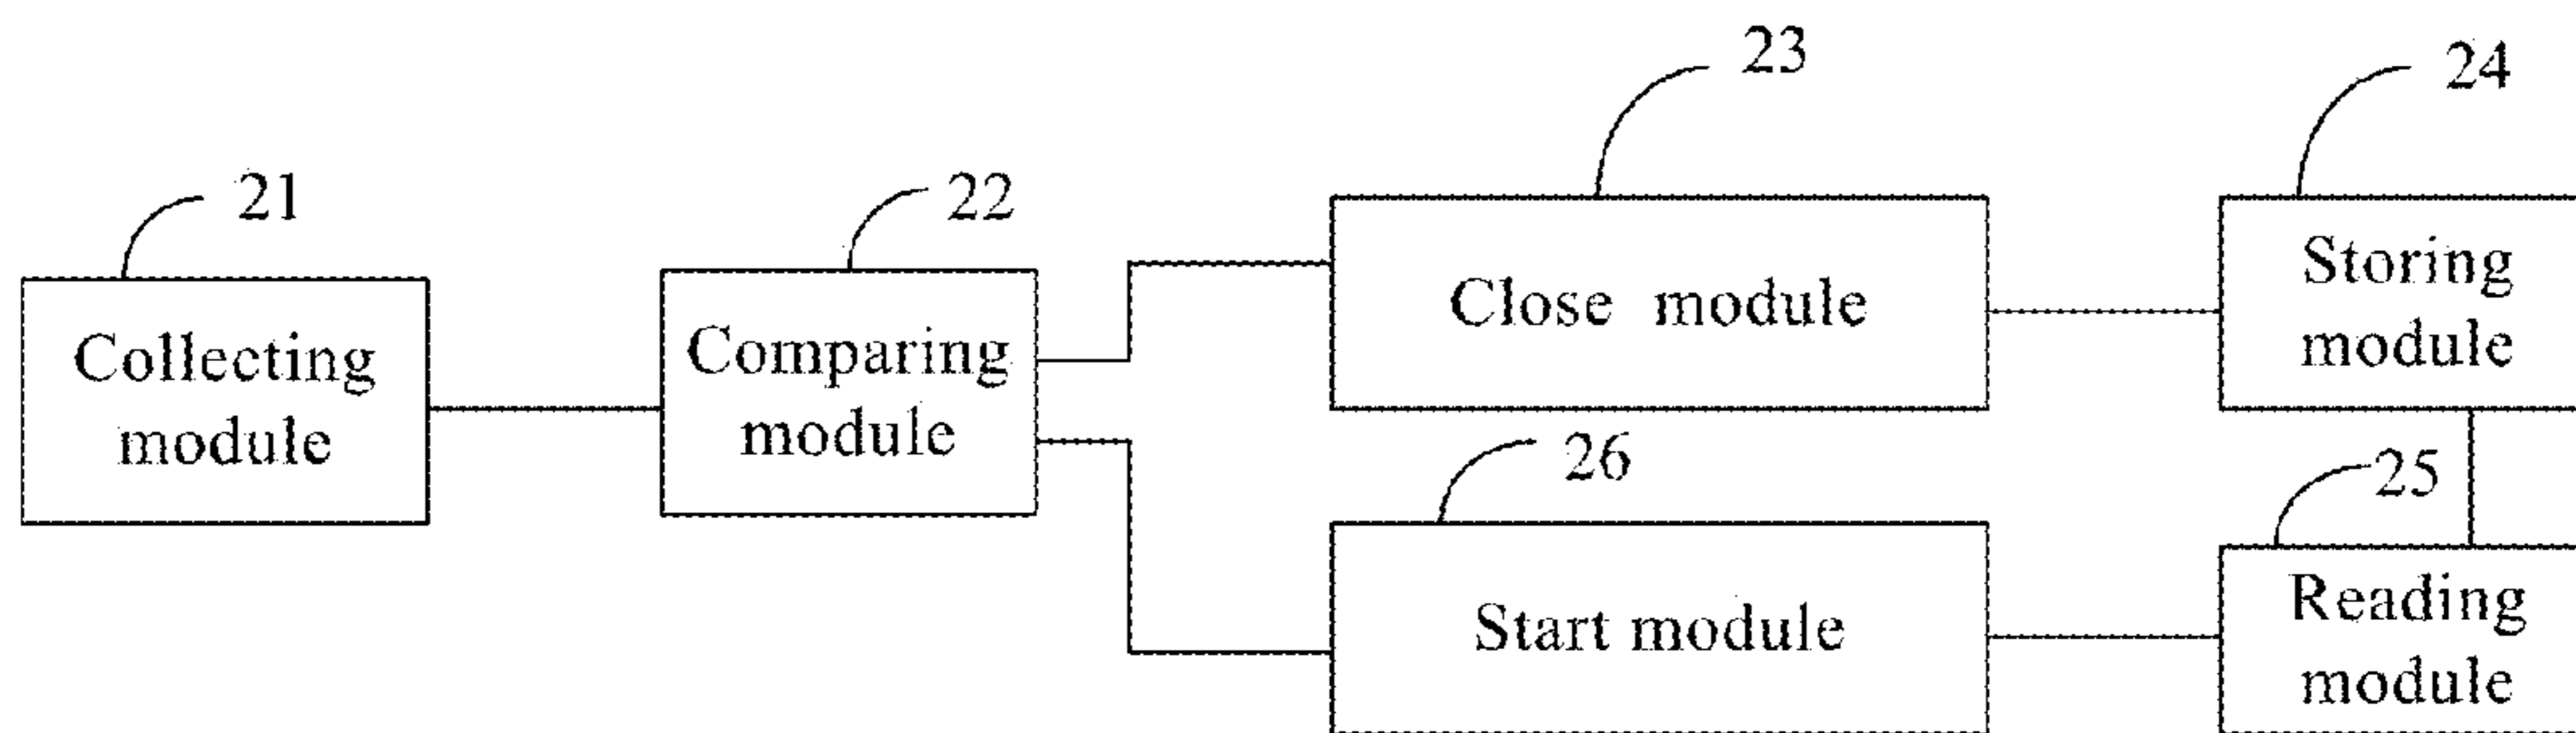 21
Collecting
module
22
Comparing
module
23
Close module
24
Storing
module
26
Start module
25
Reading
module